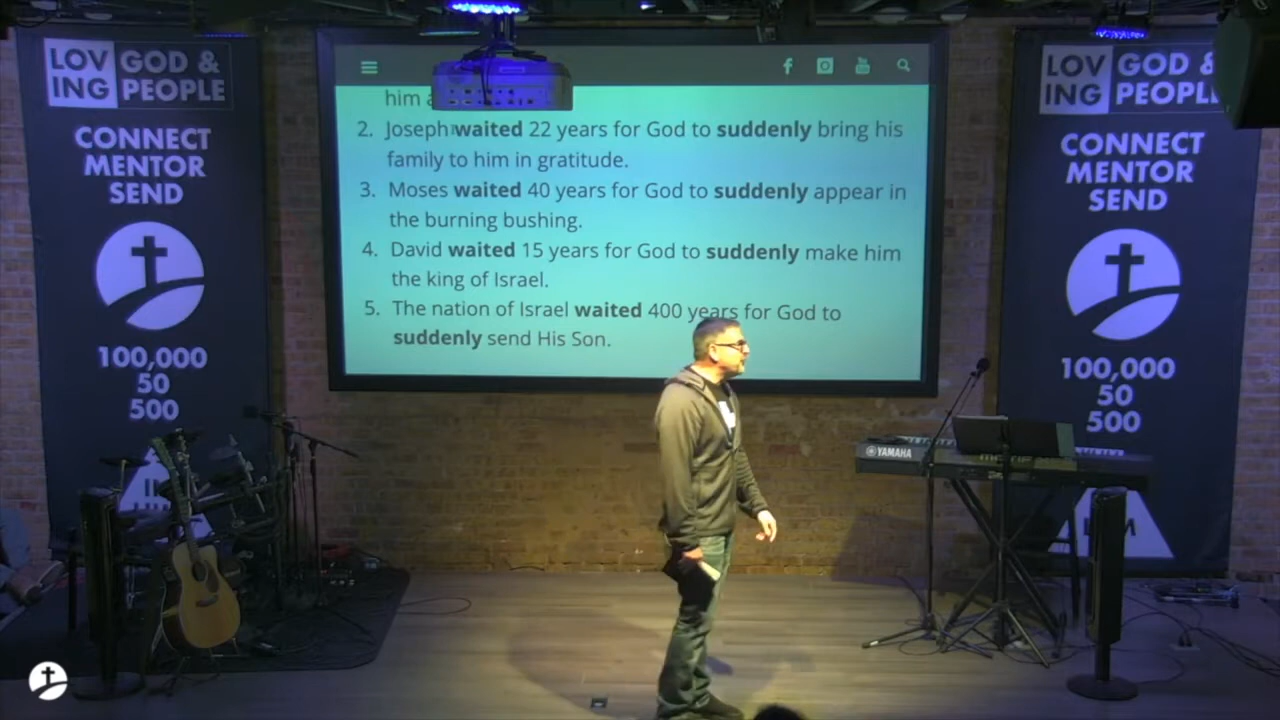 LOV
ING
GOD &
PEOPLE
CONNECT
MENTOR
SEND
100,000
50
500
him
2. Joseph waited 22 years for God to suddenly bring his
family to him in gratitude.
3. Moses waited 40 years for God to suddenly appear in
the burning bushing.
4. David waited 15 years for God to suddenly make him
the king of Israel.
5. The nation of Israel waited 400 years for God to
suddenly send His Son.
LOV
ING
GOD &
PEOPL
CONNECT
MENTOR
SEND
100,000
50
500
YAMAHA